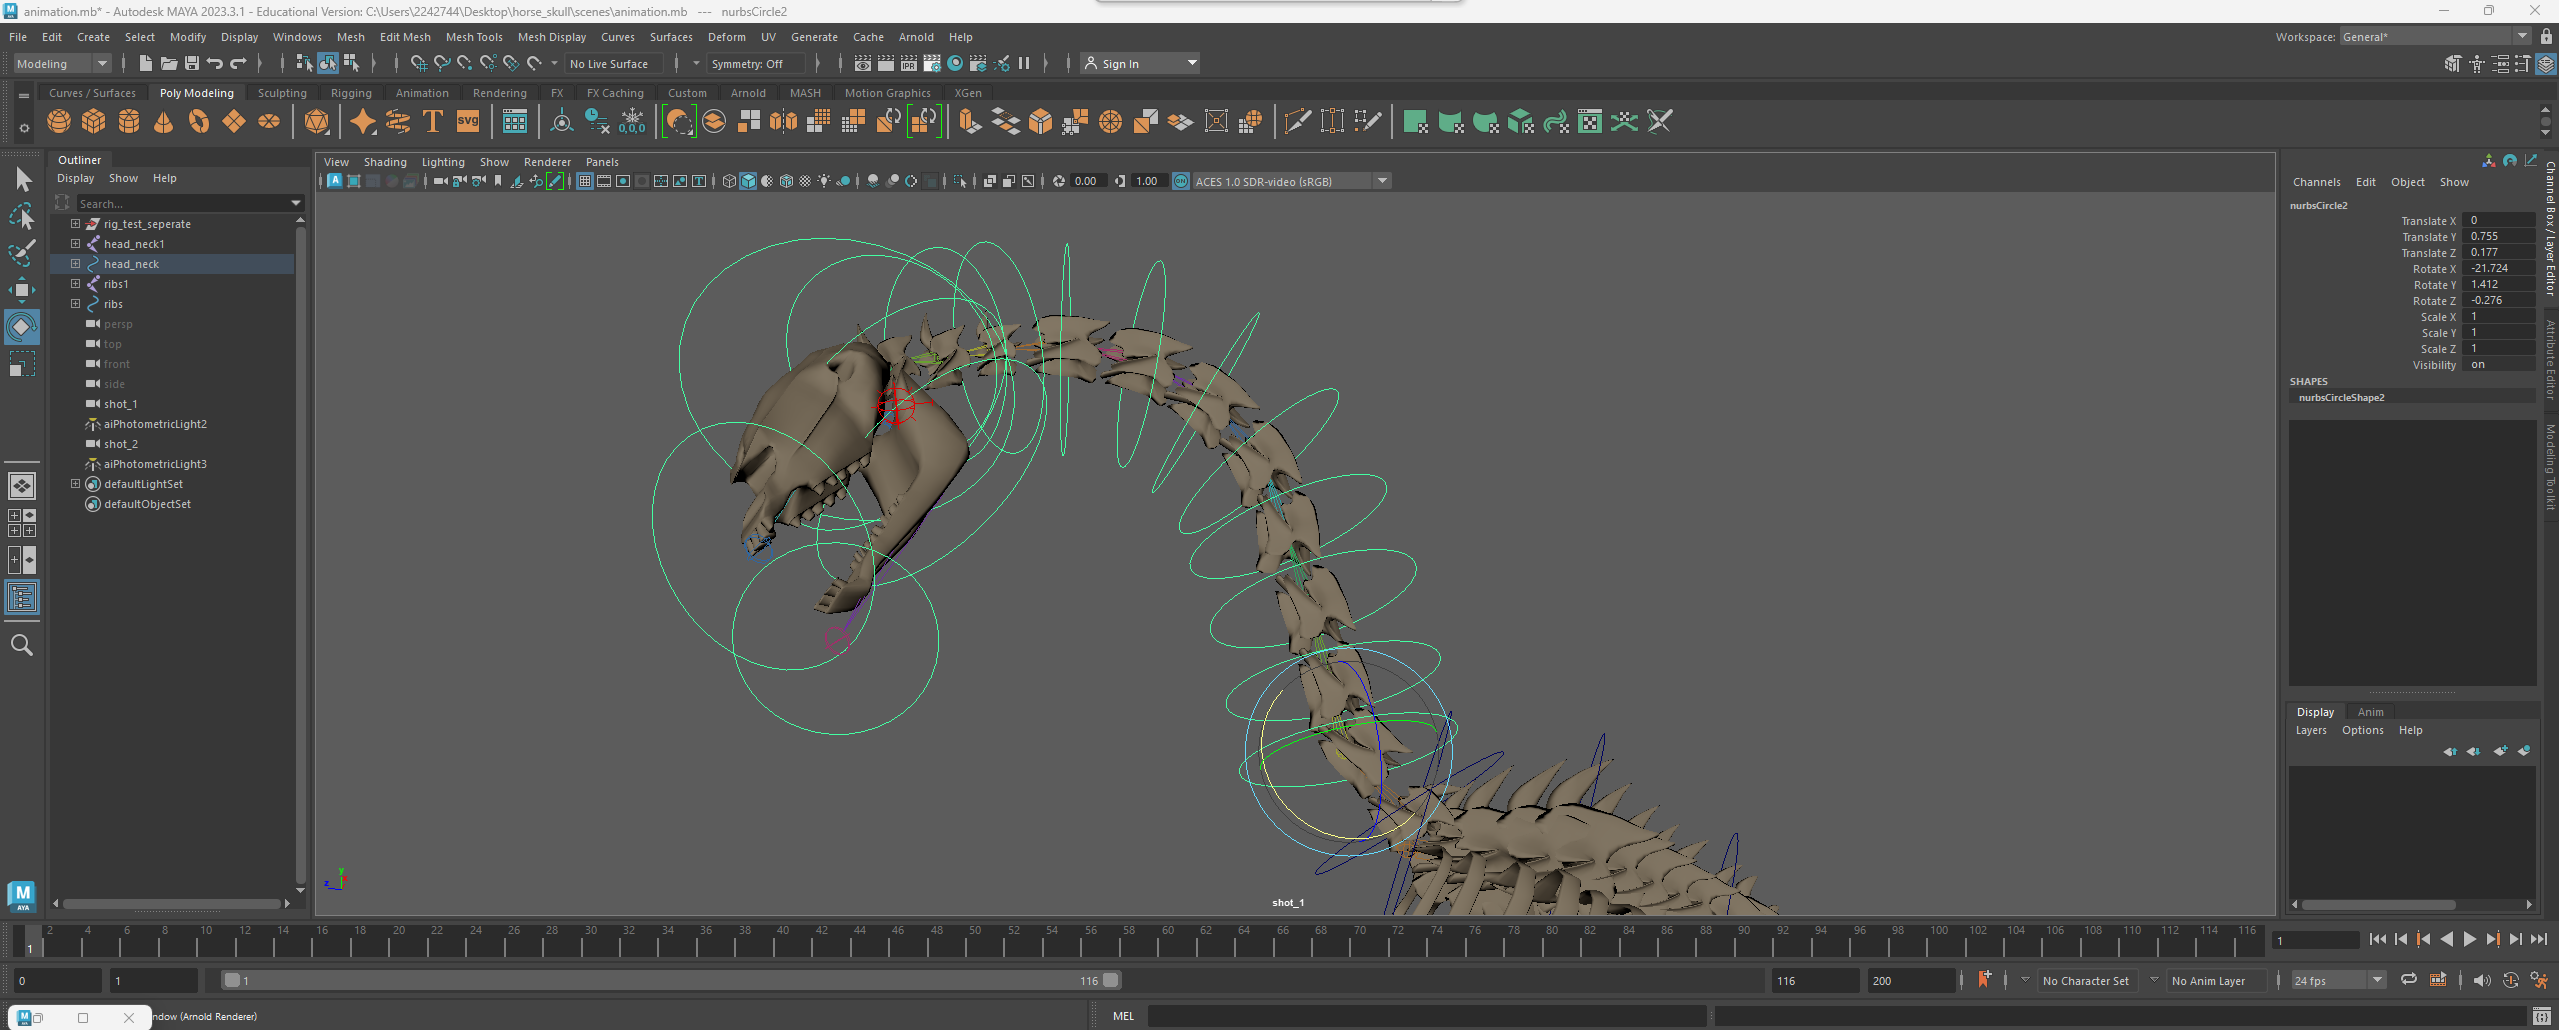 animation.mb* - Autodesk MAYA 2023.3.1 - Educational Version: C:\Users\2242744\Desktop\horse_skull\scenes\animation.mb --- nurbsCircle2
File Edit Create Select Modify Display Windows Mesh Edit Mesh Mesh Tools Mesh Display Curves Surfaces Deform UV Generate Cache Arnold Help
Workspace: General*
Modeling
No Live Surface
Symmetry: Off
IPR
Sign In
Curves / Surfaces Poly Modeling Sculpting Rigging Animation Rendering FX FX Caching Custom Arnold MASH Motion Graphics XGen
T
svg
0,0,0
Outliner
Display Show Help
Search...
rig_test_seperate
head_neck1
head_neck
ribs1
ribs
persp
top
front
side
shot_1
aiPhotometricLight2
shot_2
aiPhotometricLight3
defaultLightSet
defaultObjectSet
View Shading Lighting Show Renderer Panels
0.00
1.00
ON
ACES 1.0 SDR-video (sRGB)
y
z
shot_1
Channels Edit Object Show
nurbsCircle2
Translate X 0
Translate Y 0.755
Translate Z 0.177
Rotate X -21.724
Rotate Y 1.412
Rotate Z -0.276
Scale X 1
Scale Y 1
Scale Z 1
Visibility on
SHAPES
nurbsCircleShape2
Display Anim
Layers Options Help
Channel Box / Layer Editor
Attribute Editor
Modeling Toolkit
M
AYA
1
2 4 6 8 10 12 14 16 18 20 22 24 26 28 30 32 34 36 38 40 42 44 46 48 50 52 54 56 58 60 62 64 66 68 70 72 74 76 78 80 82 84 86 88 90 92 94 96 98 100 102 104 106 108 110 112 114 116
1
0
1
1
116
116
200
No Character Set
No Anim Layer
24 fps
ndow (Arnold Renderer)
MEL